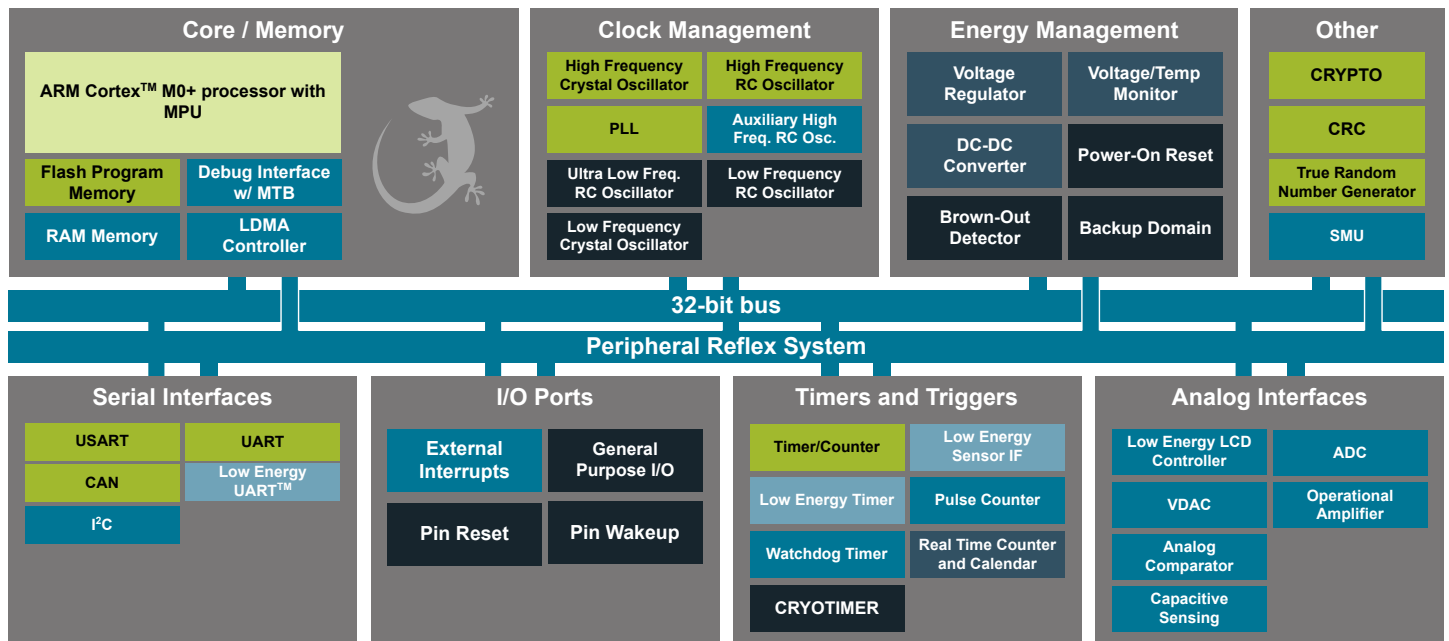 Core / Memory
ARM Cortex™ M0+ processor with
MPU
Flash Program
Memory
Debug Interface
w/ MTB
RAM Memory
LDMA
Controller
Clock Management
High Frequency
Crystal Oscillator
High Frequency
RC Oscillator
PLL
Auxiliary High
Freq. RC Osc.
Ultra Low Freq.
RC Oscillator
Low Frequency
RC Oscillator
Low Frequency
Crystal Oscillator
Energy Management
Voltage
Regulator
Voltage/Temp
Monitor
DC-DC
Converter
Power-On Reset
Brown-Out
Detector
Backup Domain
Other
CRYPTO
CRC
True Random
Number Generator
SMU
32-bit bus
Peripheral Reflex System
Serial Interfaces
USART
UART
CAN
Low Energy
UART™
I²C
I/O Ports
External
Interrupts
General
Purpose I/O
Pin Reset
Pin Wakeup
Timers and Triggers
Timer/Counter
Low Energy
Sensor IF
Low Energy Timer
Pulse Counter
Watchdog Timer
Real Time Counter
and Calendar
CRYOTIMER
Analog Interfaces
Low Energy LCD
Controller
ADC
VDAC
Operational
Amplifier
Analog
Comparator
Capacitive
Sensing